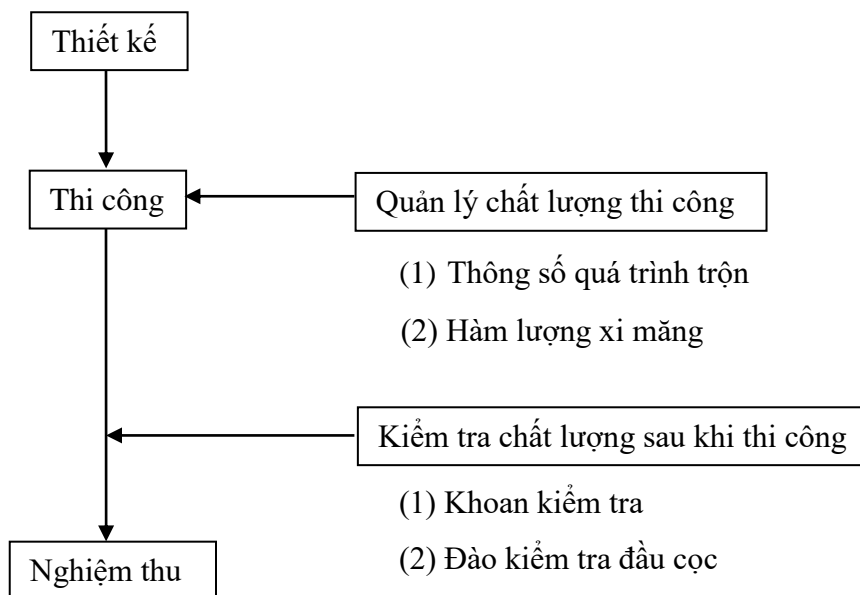 Thiết kế
Thi công
Quản lý chất lượng thi công
(1) Thông số quá trình trộn
(2) Hàm lượng xi măng
Kiểm tra chất lượng sau khi thi công
(1) Khoan kiểm tra
(2) Đào kiểm tra đầu cọc
Nghiệm thu